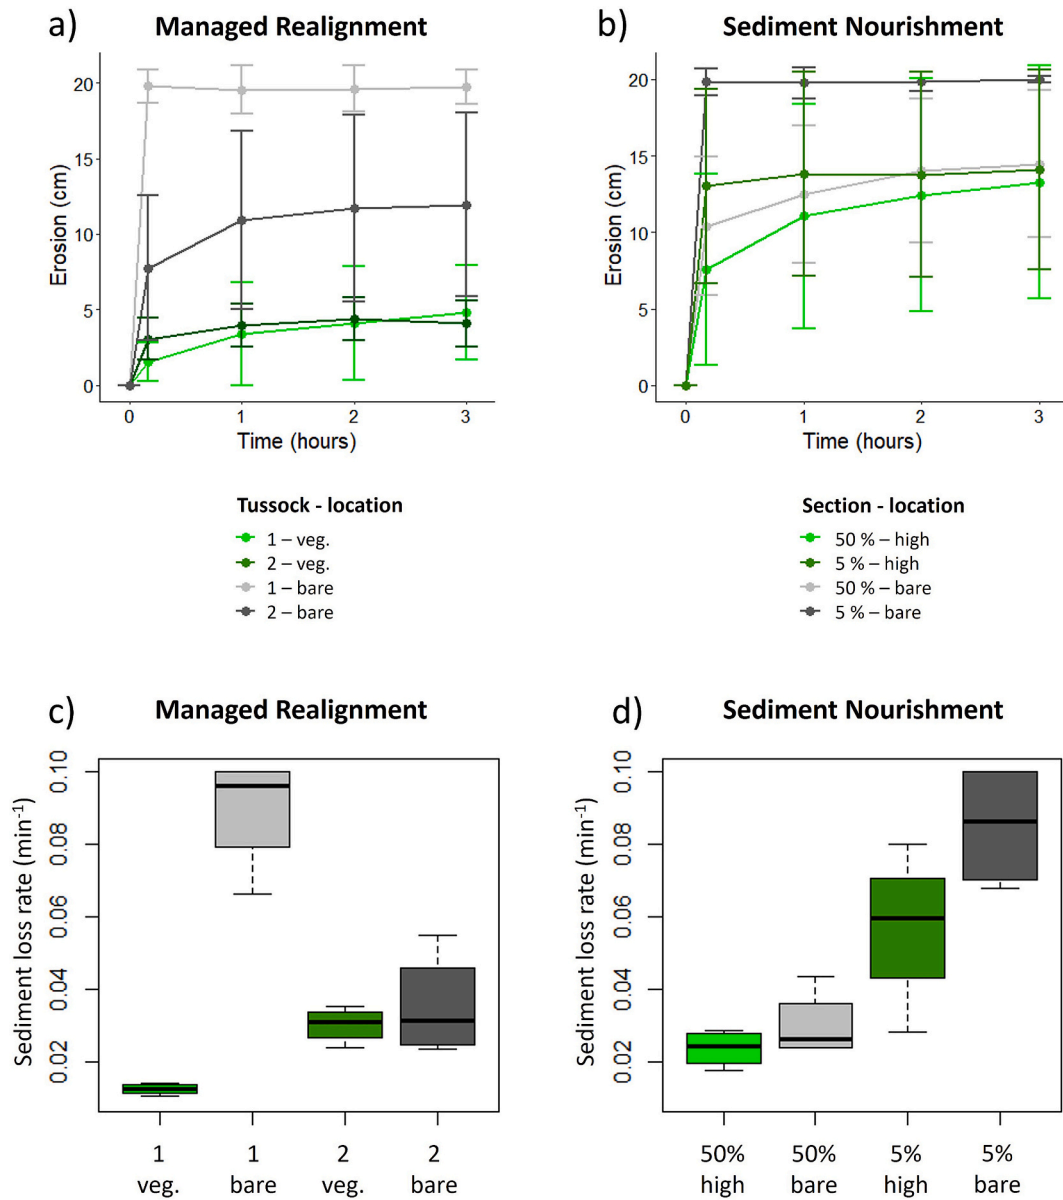 a) Managed Realignment
b) Sediment Nourishment
Erosion (cm)
20
15
10
5
0
0 1 2 3
Time (hours)
Erosion (cm)
20
15
10
5
0
0 1 2 3
Time (hours)
Tussock - location
1 – veg.
2 – veg.
1 – bare
2 – bare
Section - location
50 % – high
5 % – high
50 % – bare
5 % – bare
c) Managed Realignment
d) Sediment Nourishment
Sediment loss rate (min⁻¹)
0.10
0.08
0.06
0.04
0.02
1 1 2 2
veg. bare veg. bare
Sediment loss rate (min⁻¹)
0.10
0.08
0.06
0.04
0.02
50% 50% 5% 5%
high bare high bare